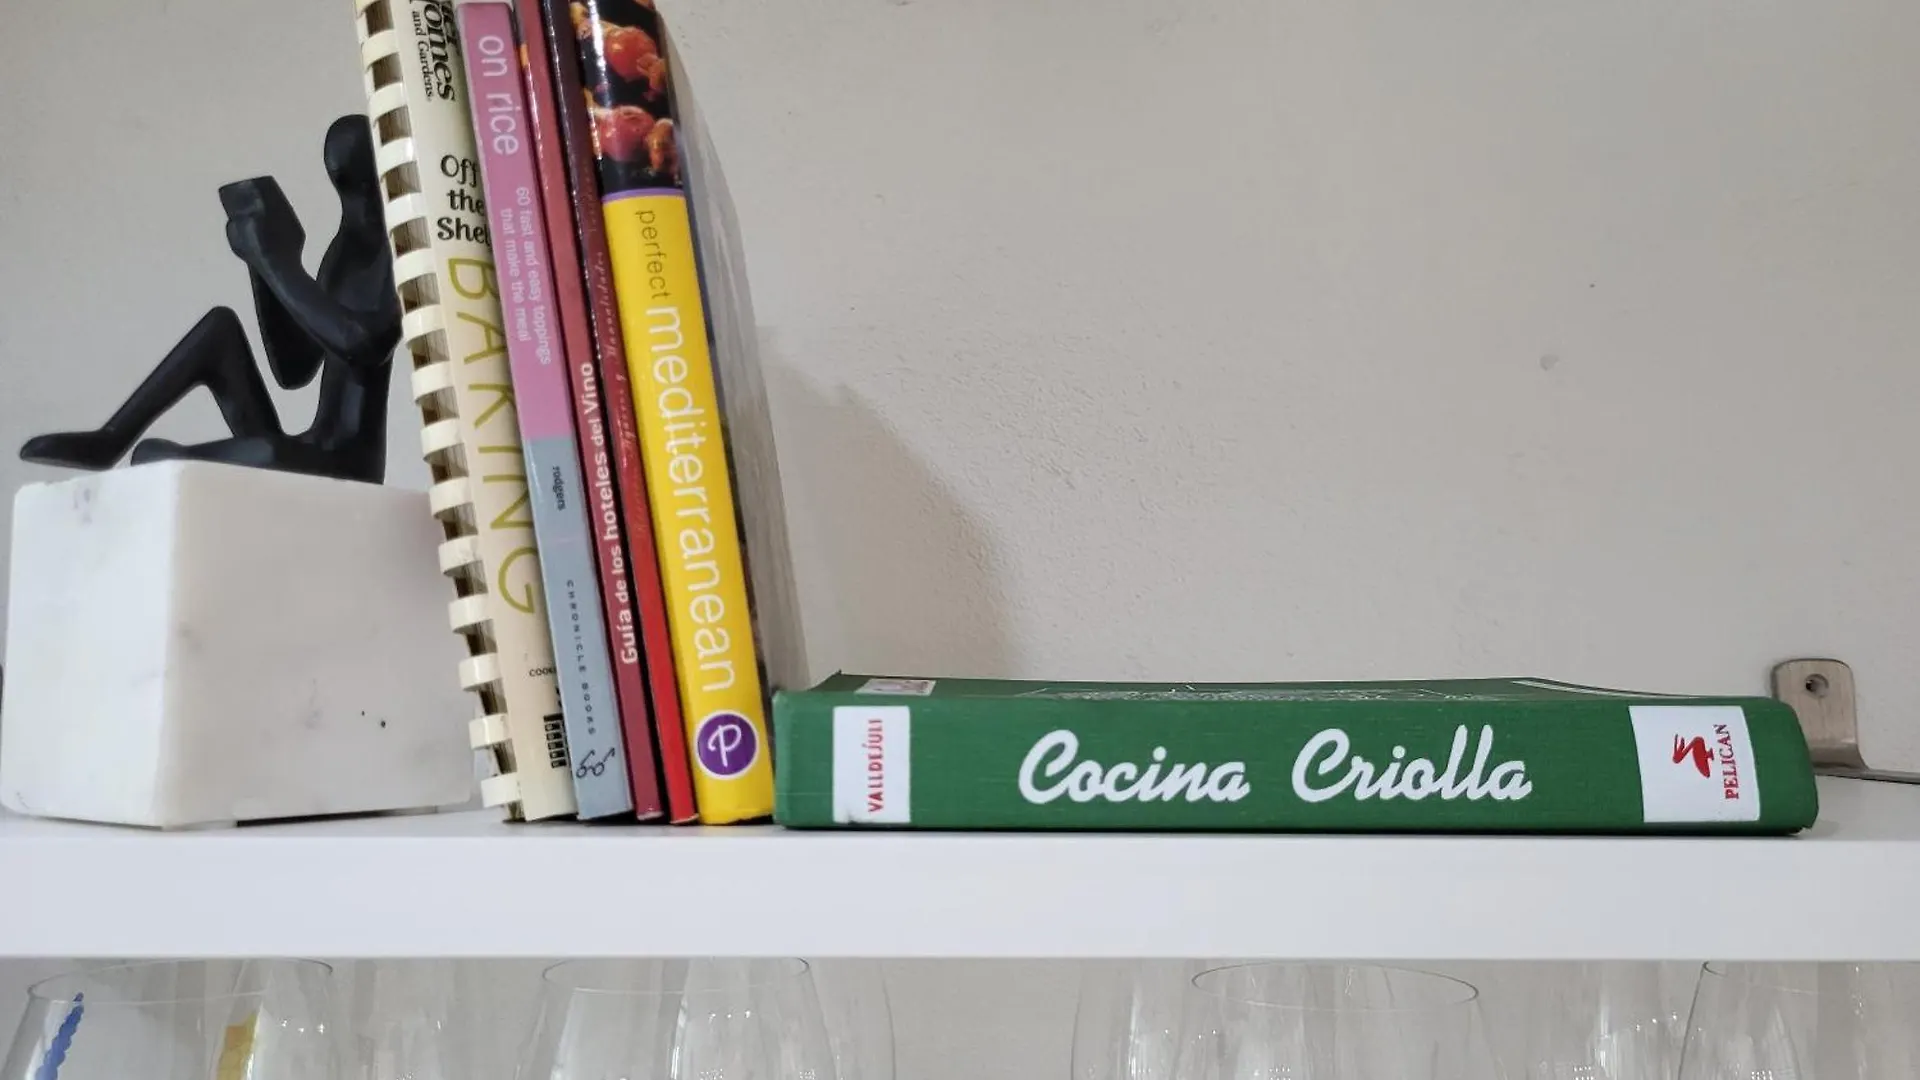 omes
and Gardens.
Off
the
Shel
BAKING
on rice
60 fast and easy toppings
that make the meal
rodgers
CHRONICLE BOOKS
Guía de los hoteles del Vino
perfect mediterranean
P
VALLDEJULI
Cocina Criolla
PELICAN